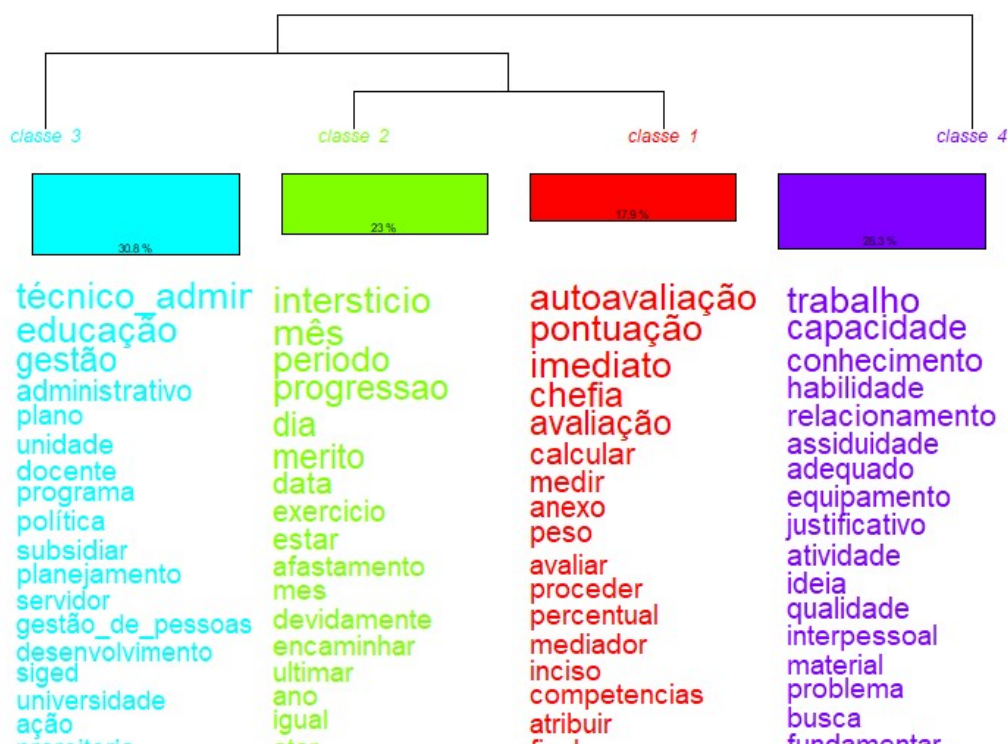 classe 3
classe 2
classe 1
classe 4
30.8 %
23 %
17.9 %
28.3 %
técnico_admir
educação
gestão
administrativo
plano
unidade
docente
programa
política
subsidiar
planejamento
servidor
gestão_de_pessoas
desenvolvimento
siged
universidade
ação
intersticio
mês
periodo
progressao
dia
merito
data
exercicio
estar
afastamento
mes
devidamente
encaminhar
ultimar
ano
igual
autoavaliação
pontuação
imediato
chefia
avaliação
calcular
medir
anexo
peso
avaliar
proceder
percentual
mediador
inciso
competencias
atribuir
trabalho
capacidade
conhecimento
habilidade
relacionamento
assiduidade
adequado
equipamento
justificativo
atividade
ideia
qualidade
interpessoal
material
problema
busca
fundamentar